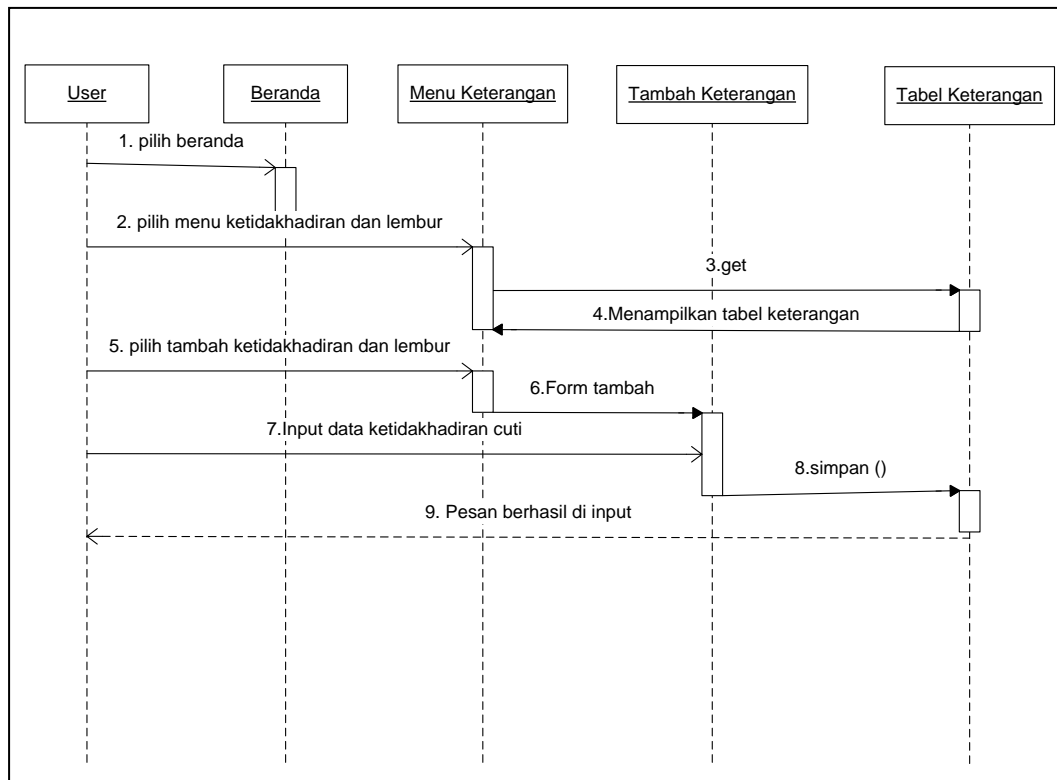 User
Beranda
Menu Keterangan
Tambah Keterangan
Tabel Keterangan
1. pilih beranda
2. pilih menu ketidakhadiran dan lembur
3.get
4.Menampilkan tabel keterangan
5. pilih tambah ketidakhadiran dan lembur
6.Form tambah
7.Input data ketidakhadiran cuti
8.simpan ()
9. Pesan berhasil di input